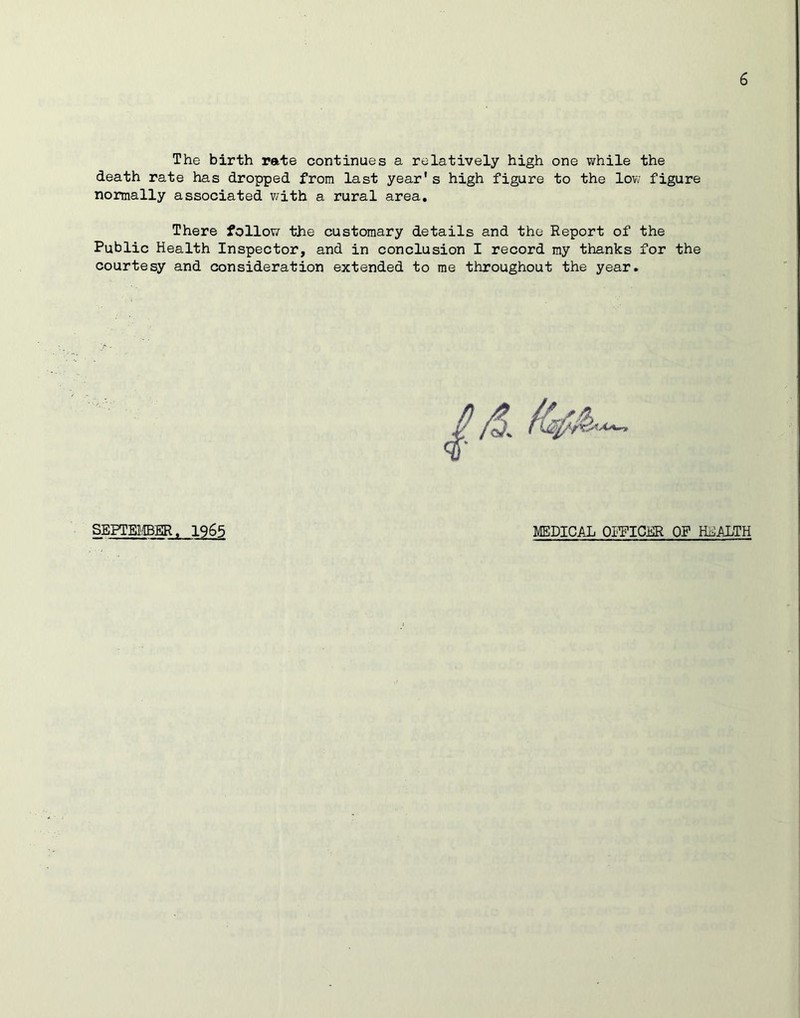 6
The birth rate continues a relatively high one while the
death rate has dropped from last year's high figure to the low figure
normally associated with a rural area.
There follow the customary details and the Report of the
Public Health Inspector, and in conclusion I record my thanks for the
courtesy and consideration extended to me throughout the year.
SEPTEMBER, 1965 MEDICAL OFFICER OF HEALTH